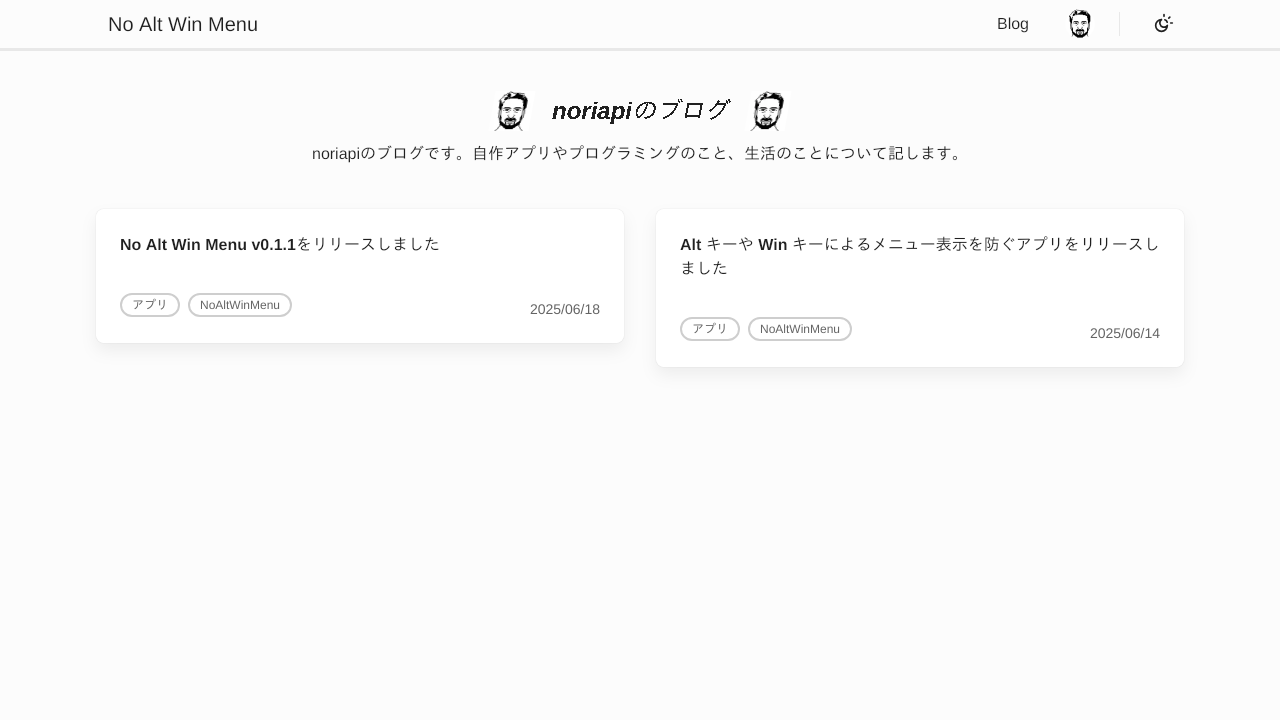 No Alt Win Menu
Blog
noriapiのブログ
noriapiのブログです。自作アプリやプログラミングのこと、生活のことについて記します。
No Alt Win Menu v0.1.1をリリースしました
アプリ
NoAltWinMenu
2025/06/18
Alt キーや Win キーによるメニュー表示を防ぐアプリをリリースし
ました
アプリ
NoAltWinMenu
2025/06/14